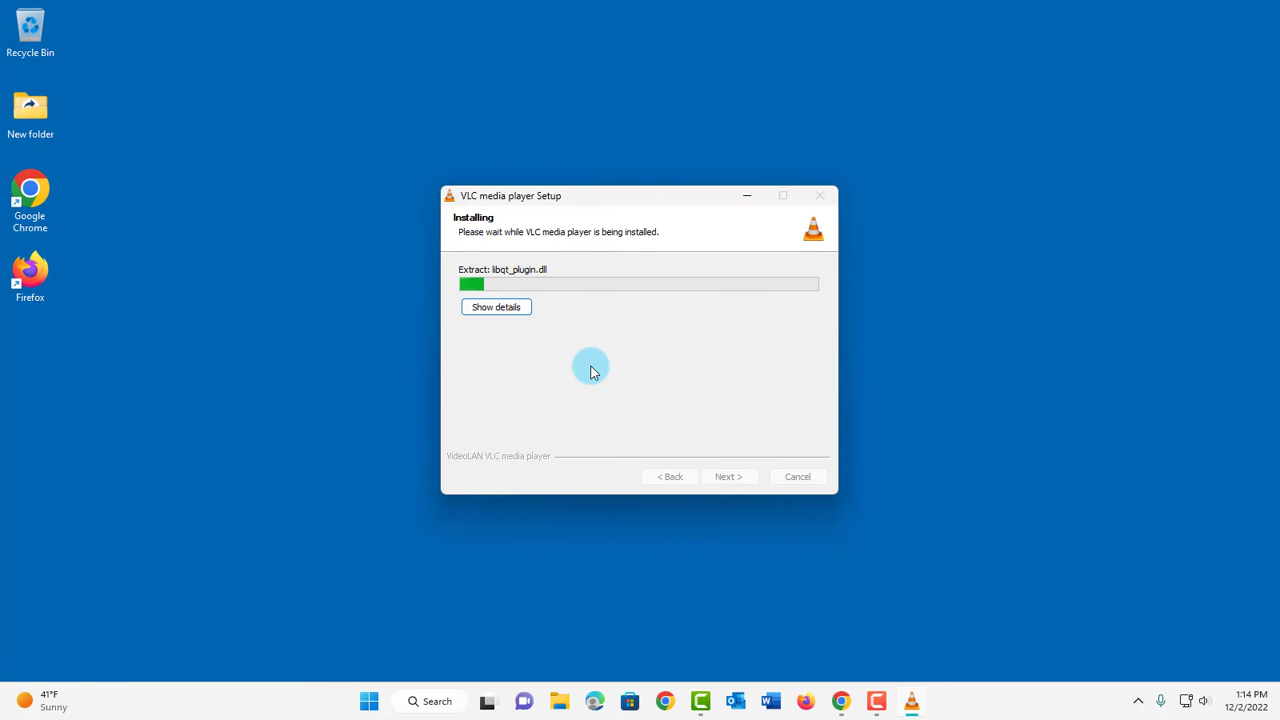 Recycle Bin
New folder
Google
Chrome
Firefox
VLC media player Setup
Installing
Please wait while VLC media player is being installed.
Extract: libqt_plugin.dll
Show details
VideoLAN VLC media player
< Back
Next >
Cancel
41°F
Sunny
Search
1:14 PM
12/2/2022